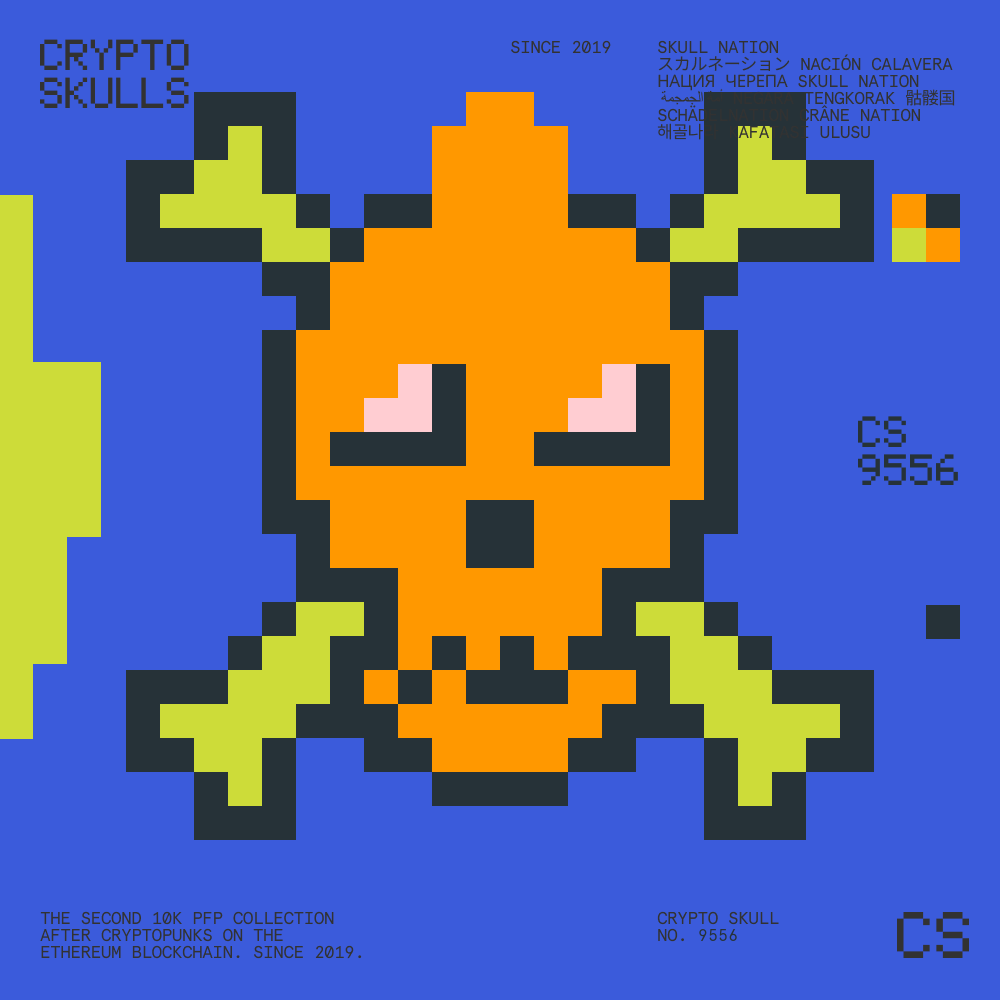 CRYPTO
SKULLS
SINCE 2019
SKULL NATION
スカルネーション NACIÓN CALAVERA
НАЦИЯ ЧЕРЕПА SKULL NATION
TENGKORAK 骷髅国
CRÂNE NATION
ULUSU
CS
9556
THE SECOND 10K PFP COLLECTION
AFTER CRYPTOPUNKS ON THE
ETHEREUM BLOCKCHAIN. SINCE 2019.
CRYPTO SKULL
NO. 9556
CS